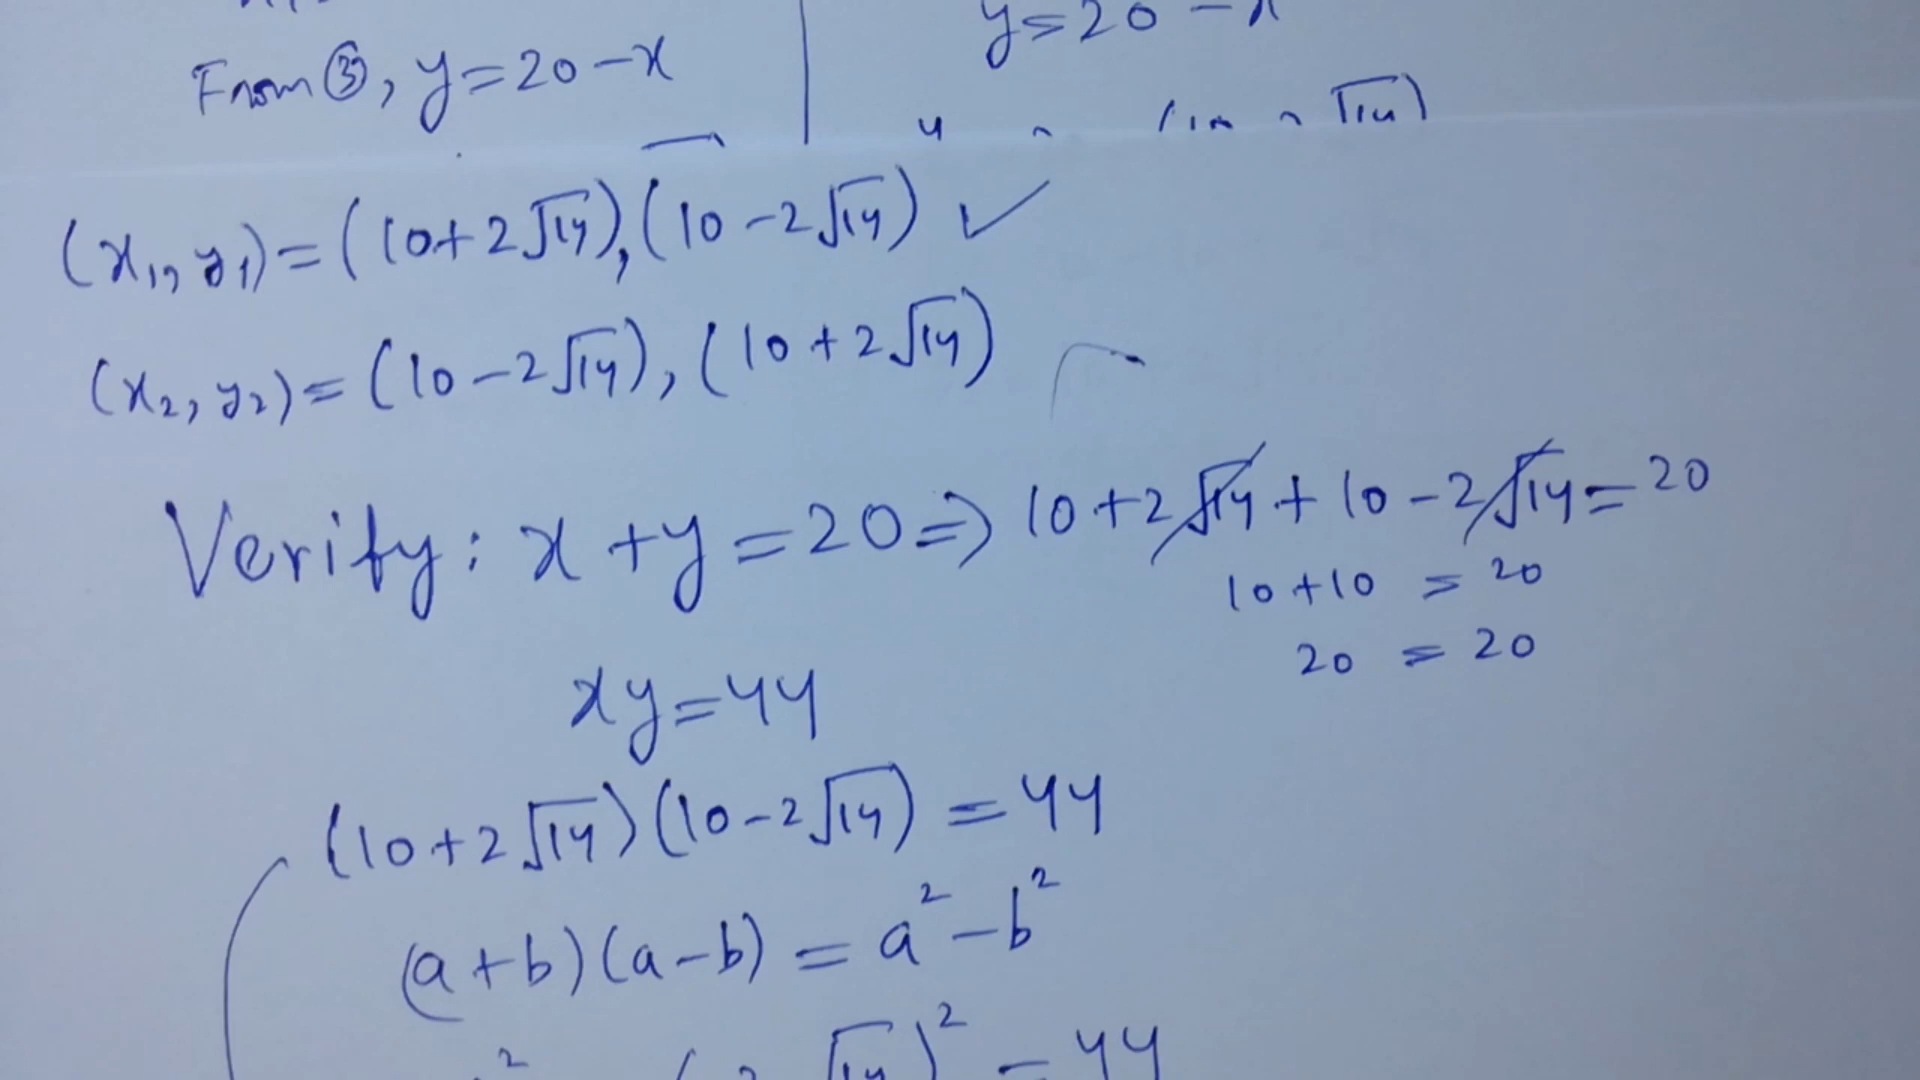 From ③, y=20-x
y=20-x
(x₁, y₁)=(10+2√14),(10-2√14) ✓
(x₂, y₂)=(10-2√14),(10+2√14)
Verify: x+y=20⇒10+2√14+10-2√14=20
10+10=20
20=20
xy=44
(10+2√14)(10-2√14)=44
(a+b)(a-b)=a²-b²